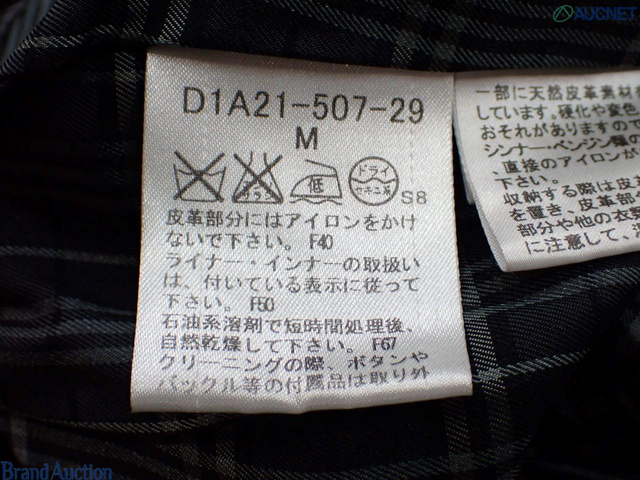 AUCNET
D1A21-507-29
M
エンソ
サラシ
低
ドライ
セキユ系
S8
皮革部分にはアイロンをかけ
ないで下さい。 F40
ライナー・インナーの取扱い
は、付いている表示に従って
下さい。 F50
石油系溶剤で短時間処理後、
自然乾燥して下さい。 F67
クリーニングの際、ボタンや
バックル等の付属品は取り外
一部に天然皮革素材を
しています。硬化や変色
おそれがありますので
シンナー・ベンジン類の
直接のアイロンが
下さい。
収納する際は皮革
を置き、皮革部
部分や他の衣
に注意して、
Brand Auction